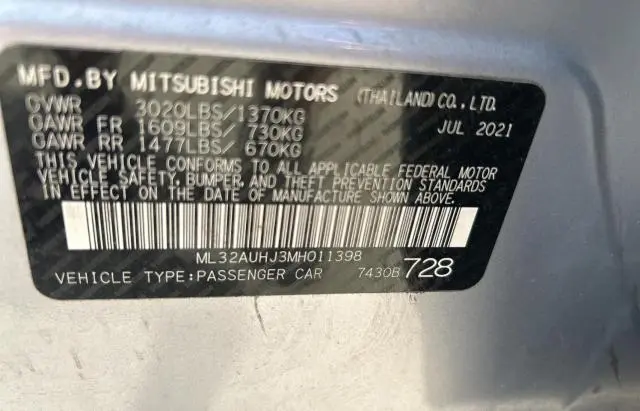 MFD.BY MITSUBISHI MOTORS (THAILAND) CO., LTD.
GVWR 3020LBS/1370KG JUL 2021
GAWR FR 1609LBS/ 730KG
GAWR RR 1477LBS/ 670KG
THIS VEHICLE CONFORMS TO ALL APPLICABLE FEDERAL MOTOR
VEHICLE SAFETY, BUMPER, AND THEFT PREVENTION STANDARDS
IN EFFECT ON THE DATE OF MANUFACTURE SHOWN ABOVE.
ML32AUHJ3MH011398
VEHICLE TYPE:PASSENGER CAR 7430B 728